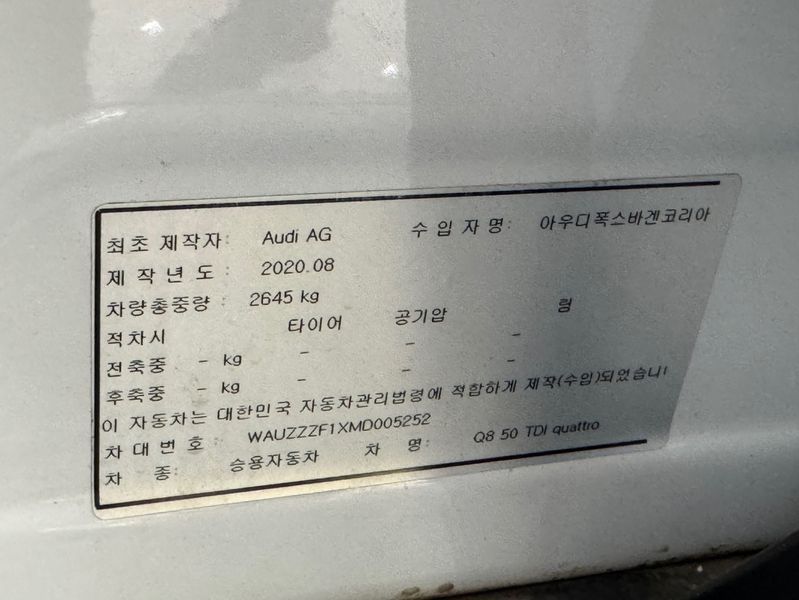 최초 제작자: Audi AG 수 입 자 명: 아우디폭스바겐코리아
제 작 년 도 : 2020.08
차량총중량 : 2645 kg
적차시 타이어 공기압 림
전축중 - kg - - -
후축중 - kg - - -
이 자동차는 대한민국 자동차관리법령에 적합하게 제작(수입)되었습니
차 대 번 호 : WAUZZZF1XMD005252
차 종: 승용자동차 차 명: Q8 50 TDI quattro